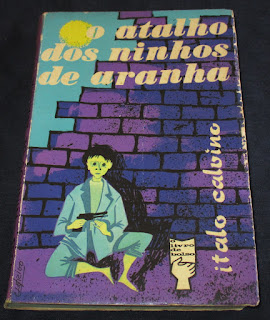 o atalho
dos ninhos
de aranha
italo calvino
livro
de
bolso